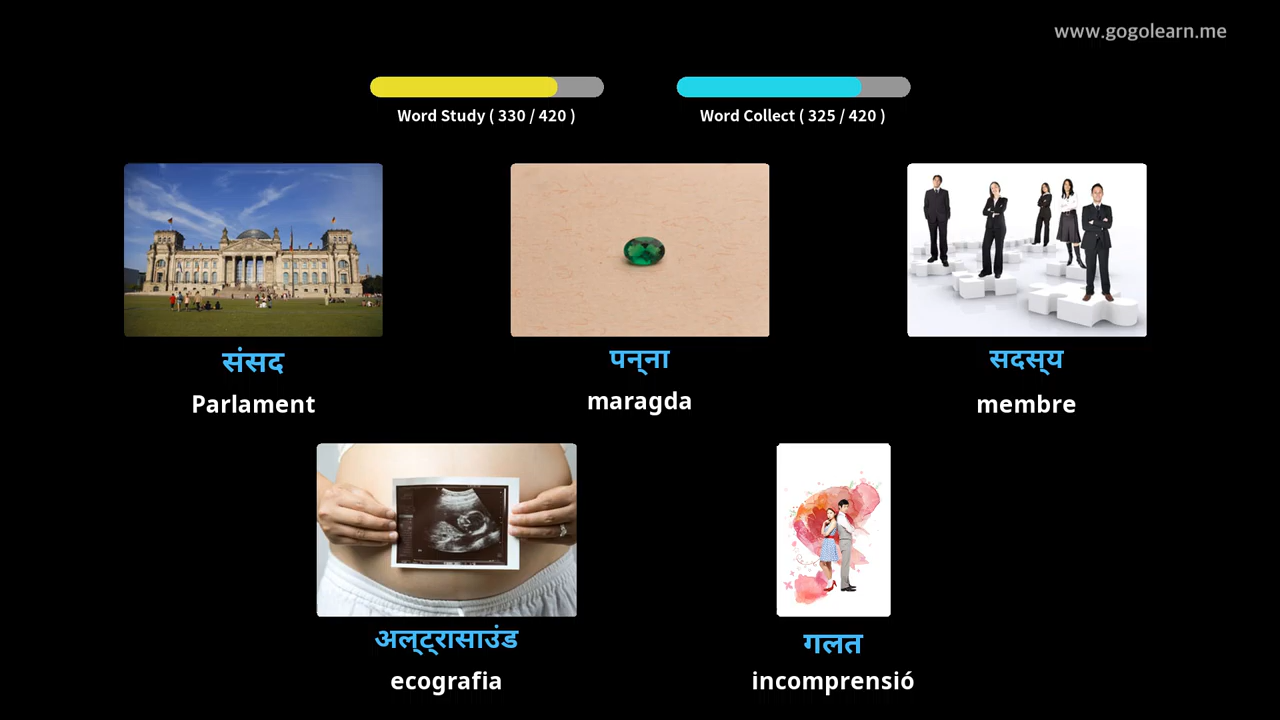 www.gogolearn.me
Word Study ( 330 / 420 )
Word Collect ( 325 / 420 )
संसद
पन्‌ना
सदस्‌य
Parlament
maragda
membre
अल्‌ट्‌रासाउंड
गलत
ecografia
incomprensió